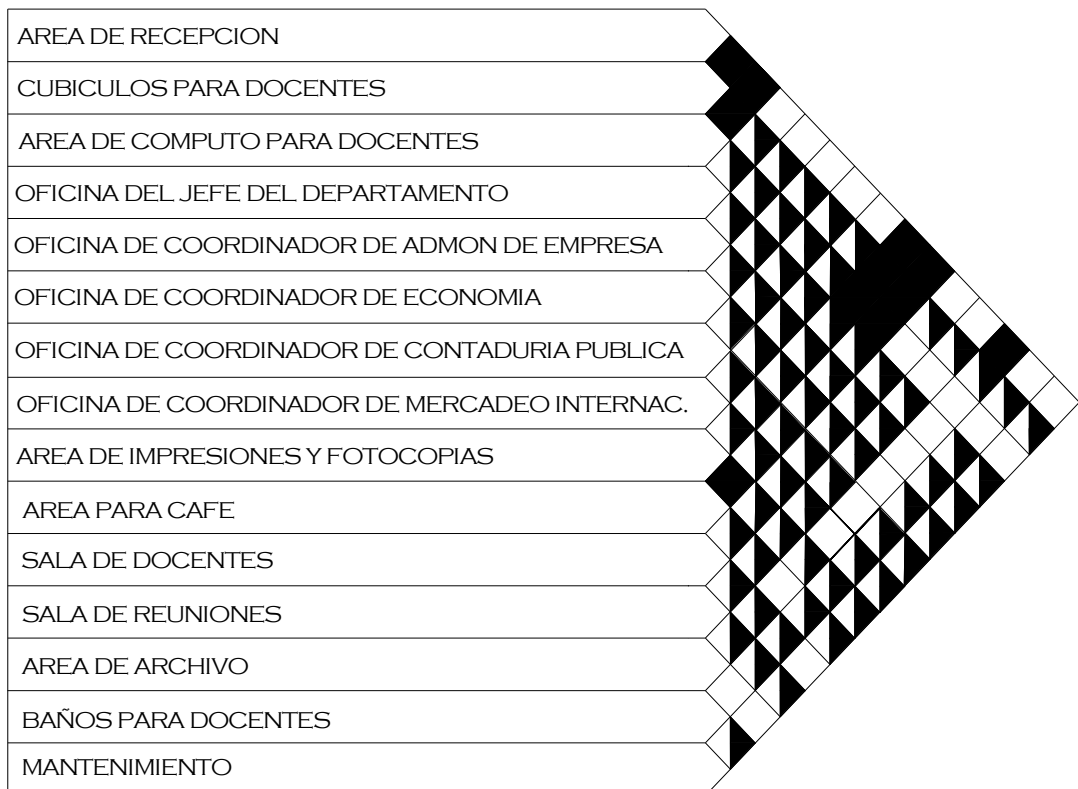 AREA DE RECEPCION
CUBICULOS PARA DOCENTES
AREA DE COMPUTO PARA DOCENTES
OFICINA DEL JEFE DEL DEPARTAMENTO
OFICINA DE COORDINADOR DE ADMON DE EMPRESA
OFICINA DE COORDINADOR DE ECONOMIA
OFICINA DE COORDINADOR DE CONTADURIA PUBLICA
OFICINA DE COORDINADOR DE MERCADEO INTERNAC.
AREA DE IMPRESIONES Y FOTOCOPIAS
AREA PARA CAFE
SALA DE DOCENTES
SALA DE REUNIONES
AREA DE ARCHIVO
BAÑOS PARA DOCENTES
MANTENIMIENTO